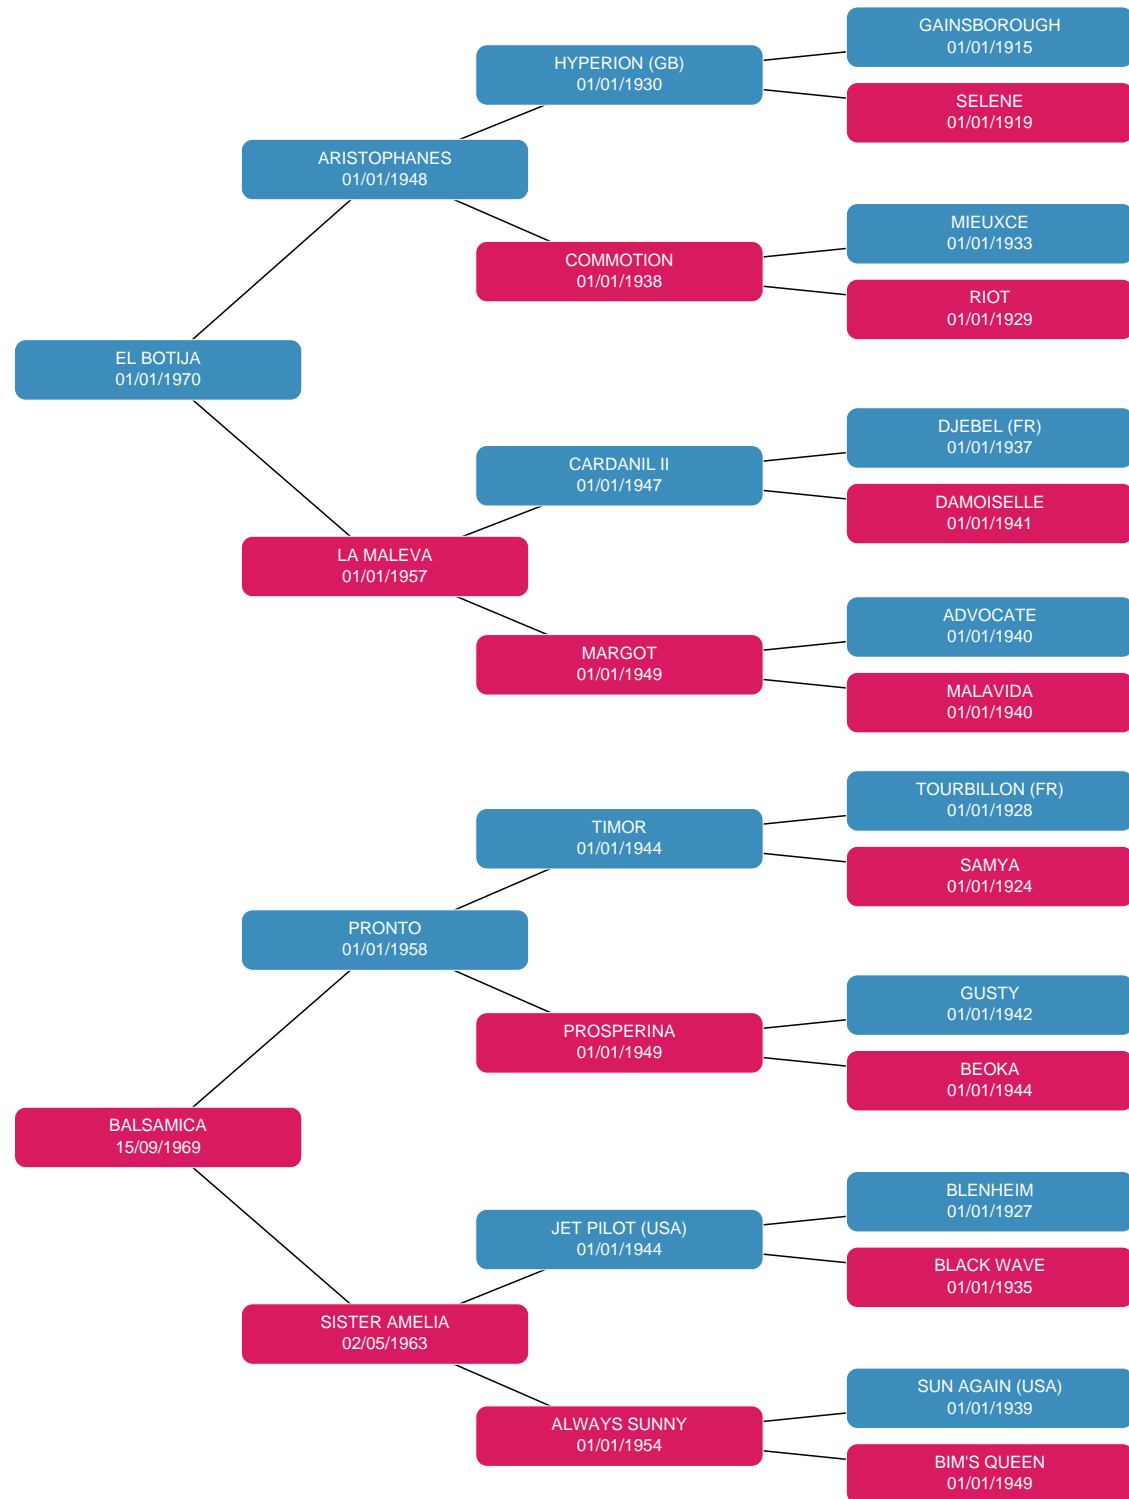 GAINSBOROUGH
01/01/1915
HYPERION (GB)
01/01/1930
SELENE
01/01/1919
ARISTOPHANES
01/01/1948
MIEUXCE
01/01/1933
COMMOTION
01/01/1938
RIOT
01/01/1929
EL BOTIJA
01/01/1970
DJEBEL (FR)
01/01/1937
CARDANIL II
01/01/1947
DAMOISELLE
01/01/1941
LA MALEVA
01/01/1957
ADVOCATE
01/01/1940
MARGOT
01/01/1949
MALAVIDA
01/01/1940
TOURBILLON (FR)
01/01/1928
TIMOR
01/01/1944
SAMYA
01/01/1924
PRONTO
01/01/1958
GUSTY
01/01/1942
PROSPERINA
01/01/1949
BEOKA
01/01/1944
BALSAMICA
15/09/1969
BLENHEIM
01/01/1927
JET PILOT (USA)
01/01/1944
BLACK WAVE
01/01/1935
SISTER AMELIA
02/05/1963
SUN AGAIN (USA)
01/01/1939
ALWAYS SUNNY
01/01/1954
BIM'S QUEEN
01/01/1949